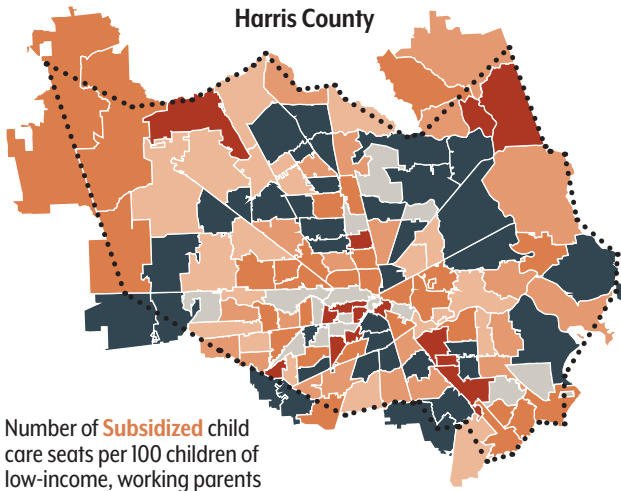 Harris County
Number of Subsidized child
care seats per 100 children of
low-income, working parents